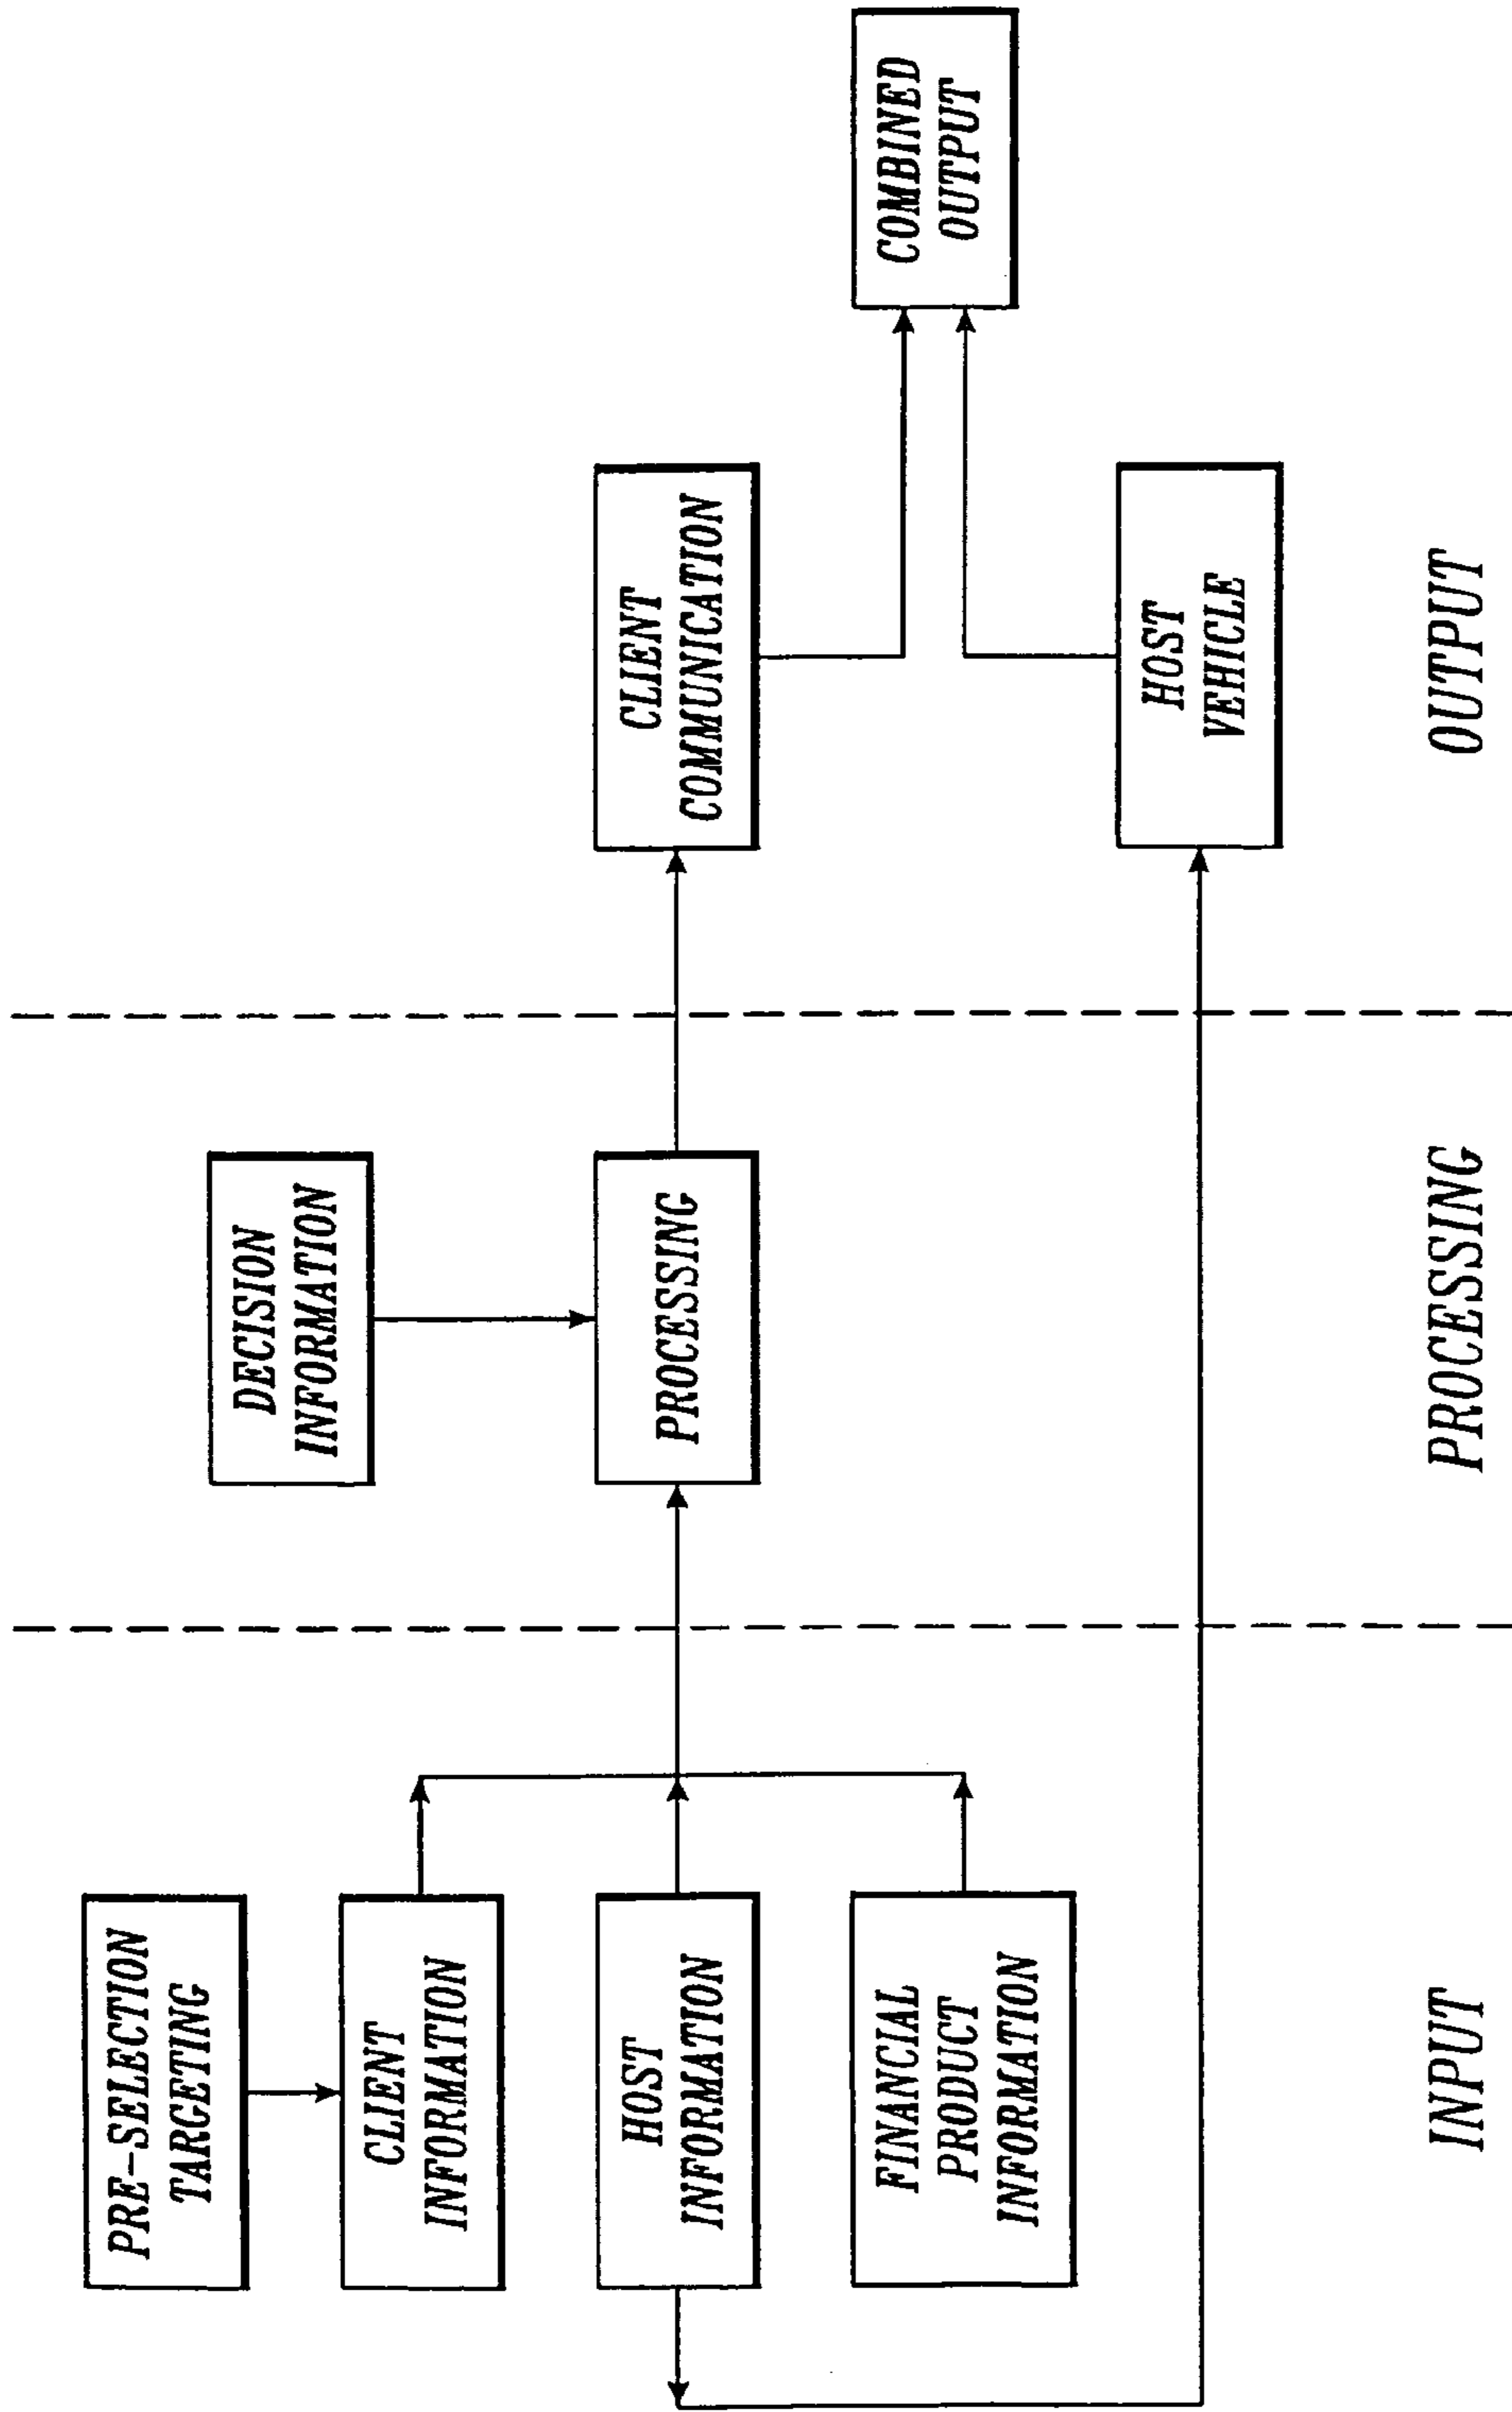 PRE-SELECTION
TARGETING
CLIENT
INFORMATION
HOST
INFORMATION
FINANCIAL
PRODUCT
INFORMATION
INPUT
DECISION
INFORMATION
PROCESSING
PROCESSING
CLIENT
COMMUNICATION
HOST
VEHICLE
OUTPUT
COMBINED
OUTPUT